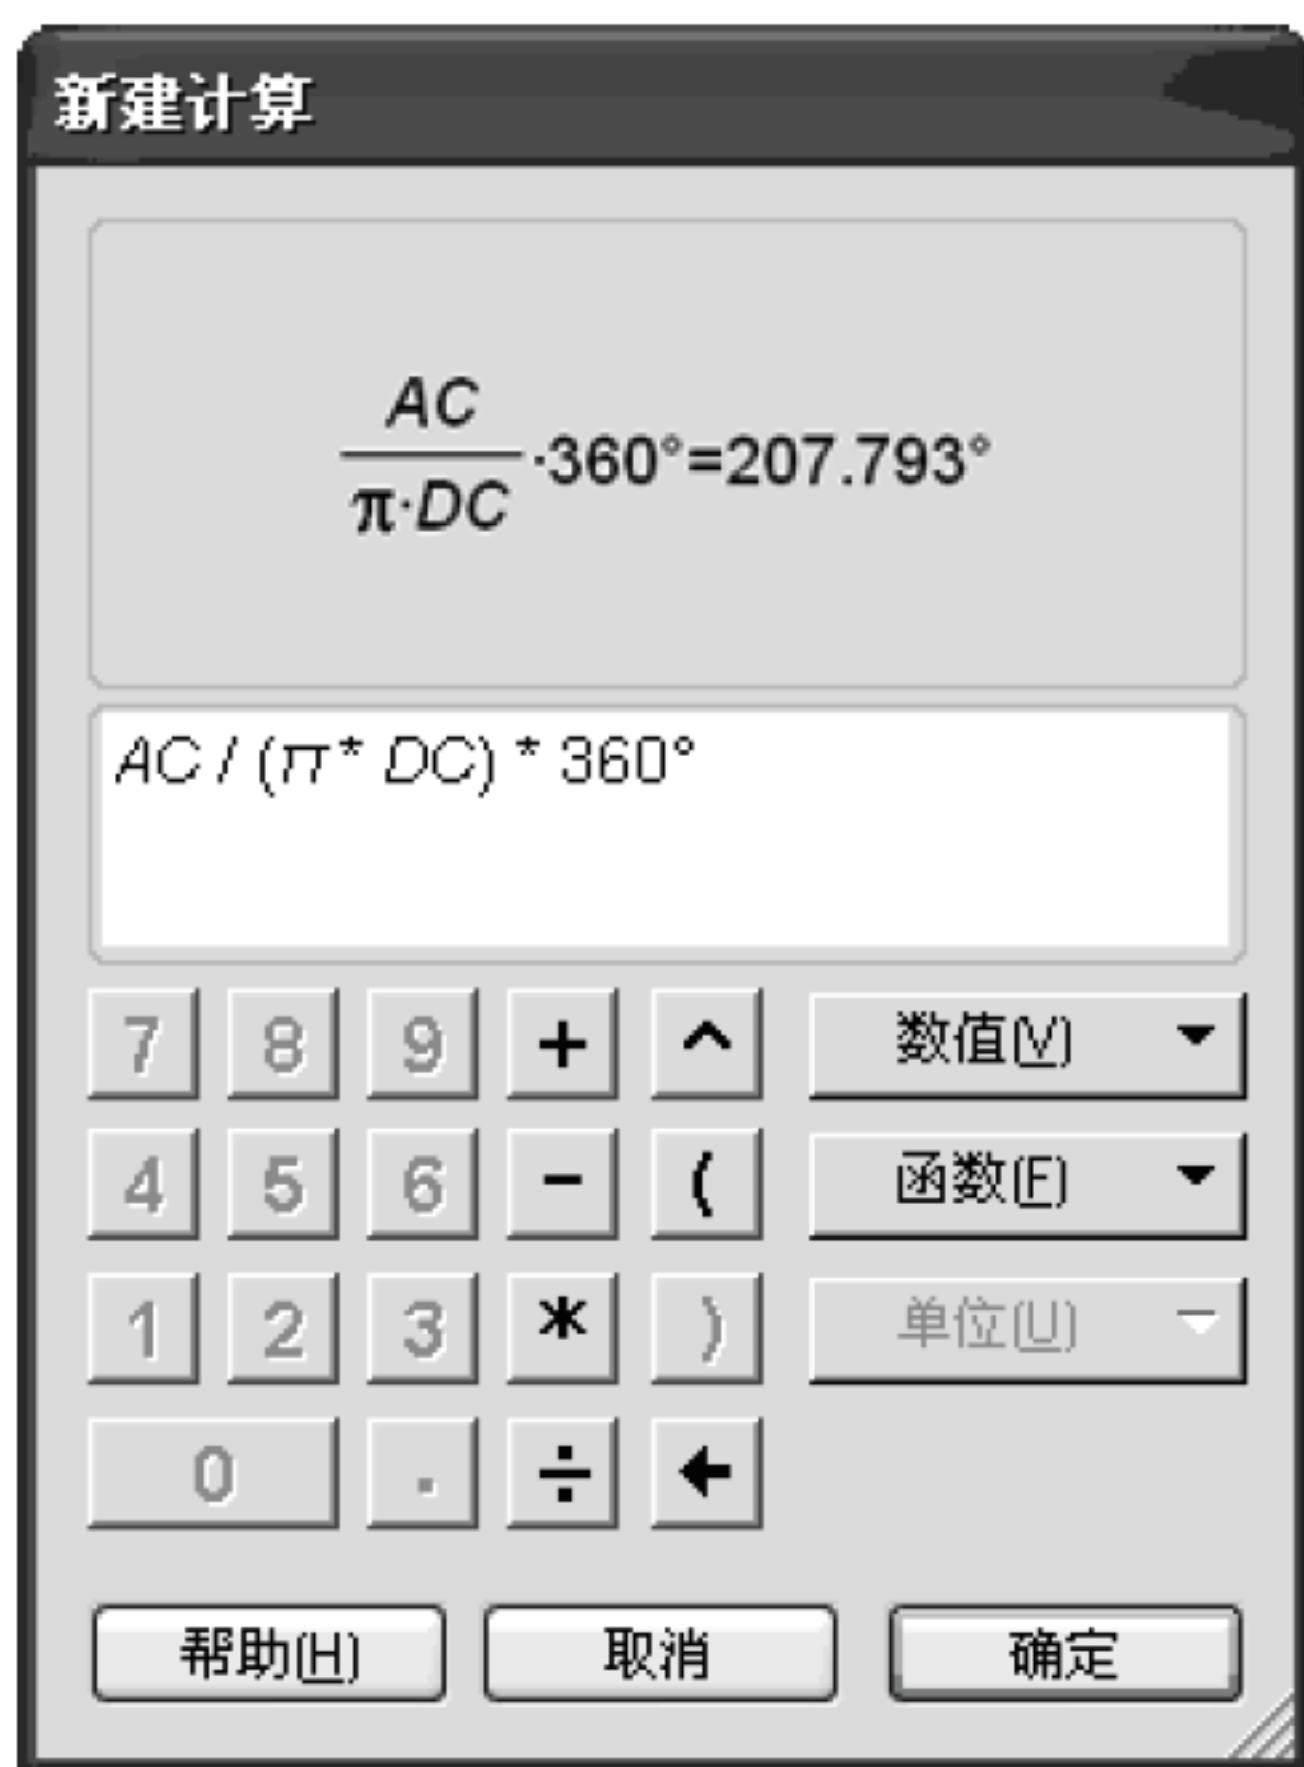 新建计算
AC
π·DC ·360°=207.793°
AC / (π* DC) * 360°
7 8 9 + ^ 数值(V)
4 5 6 - ( 函数(F)
1 2 3 * ) 单位(U)
0 . ÷
帮助(H) 取消 确定